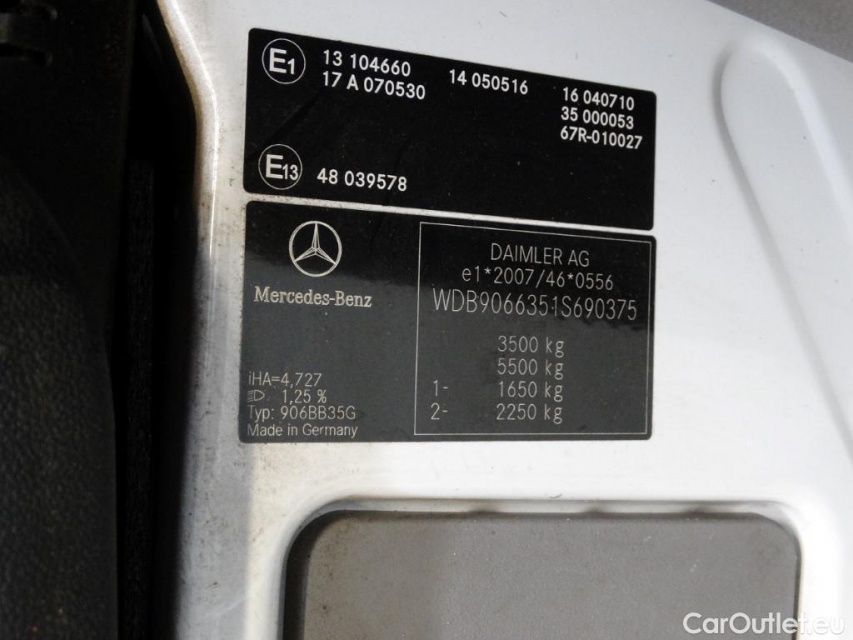 E1 13 104660 14 050516 16 040710
17 A 070530 35 000053
67R-010027
E13 48 039578
Mercedes-Benz
DAIMLER AG
e1*2007/46*0556
WDB9066351S690375
3500 kg
5500 kg
1- 1650 kg
2- 2250 kg
iHA=4,727
1,25 %
Typ: 906BB35G
Made in Germany
CarOutlet.eu